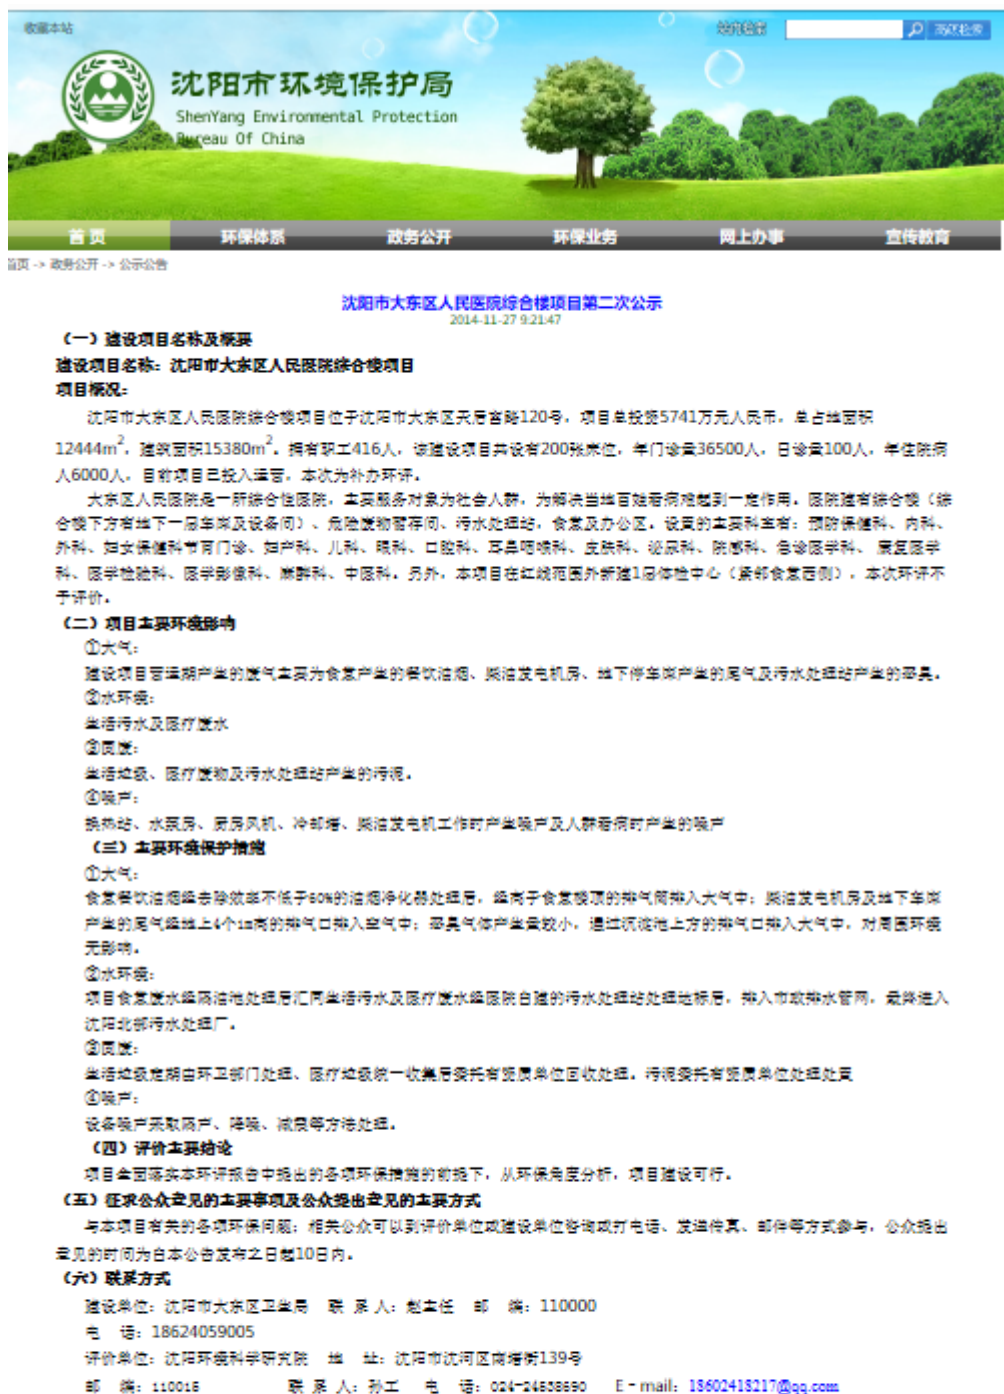 收藏本站
站内检索
高级检索
沈阳市环境保护局
ShenYang Environmental Protection
Bureau Of China
首页 环保体系 政务公开 环保业务 网上办事 宣传教育
首页 -> 政务公开 -> 公示公告
沈阳市大东区人民医院综合楼项目第二次公示
2014-11-27 9:21:47
（一）建设项目名称及概要
建设项目名称：沈阳市大东区人民医院综合楼项目
项目概况：
沈阳市大东区人民医院综合楼项目位于沈阳市大东区天后宫路120号，项目总投资5741万元人民币，总占地面积
12444m²，建筑面积15380m²。拥有职工416人，该建设项目共设有200张床位，年门诊量36500人，日诊量100人，年住院病
人6000人，目前项目已投入运营，本次为补办环评。
大东区人民医院是一所综合性医院，主要服务对象为社会人群，为解决当地百姓看病难起到一定作用。医院建有综合楼（综
合楼下方有地下一层车库及设备间）、危险废物暂存间、污水处理站，食堂及办公区。设置的主要科室有：预防保健科、内科、
外科、妇女保健科节育门诊、妇产科、儿科、眼科、口腔科、耳鼻咽喉科、皮肤科、泌尿科、院感科、急诊医学科、 康复医学
科、医学检验科、医学影像科、麻醉科、中医科。另外，本项目在红线范围外新建1层体检中心（紧邻食堂西侧），本次环评不
予评价。
（二）项目主要环境影响
①大气：
建设项目营运期产生的废气主要为食堂产生的餐饮油烟、柴油发电机房、地下停车库产生的尾气及污水处理站产生的恶臭。
②水环境：
生活污水及医疗废水
③固废：
生活垃圾、医疗废物及污水处理站产生的污泥。
④噪声：
换热站、水泵房、厨房风机、冷却塔、柴油发电机工作时产生噪声及人群看病时产生的噪声
（三）主要环境保护措施
①大气：
食堂餐饮油烟经去除效率不低于60%的油烟净化器处理后，经高于食堂楼顶的排气筒排入大气中；柴油发电机房及地下车库
产生的尾气经地上4个1m高的排气口排入空气中；恶臭气体产生量较小，通过沉淀池上方的排气口排入大气中，对周围环境
无影响。
②水环境：
项目食堂废水经隔油池处理后汇同生活污水及医疗废水经医院自建的污水处理站处理达标后，排入市政排水管网，最终进入
沈阳北部污水处理厂。
③固废：
生活垃圾定期由环卫部门处理、医疗垃圾统一收集后委托有资质单位回收处理。污泥委托有资质单位处理处置
④噪声：
设备噪声采取隔声、降噪、减震等方法处理。
（四）评价主要结论
项目全面落实本环评报告中提出的各项环保措施的前提下，从环保角度分析，项目建设可行。
（五）征求公众意见的主要事项及公众提出意见的主要方式
与本项目有关的各项环保问题；相关公众可以到评价单位或建设单位咨询或打电话、发送传真、邮件等方式参与，公众提出
意见的时间为自本公告发布之日起10日内。
（六）联系方式
建设单位：沈阳市大东区卫生局 联 系 人：赵主任 邮 编：110000
电 话：18624059005
评价单位：沈阳环境科学研究院 地 址：沈阳市沈河区南塔街139号
邮 编：110016 联 系 人：孙工 电 话：024-24538690 E-mail：18602418217@qq.com